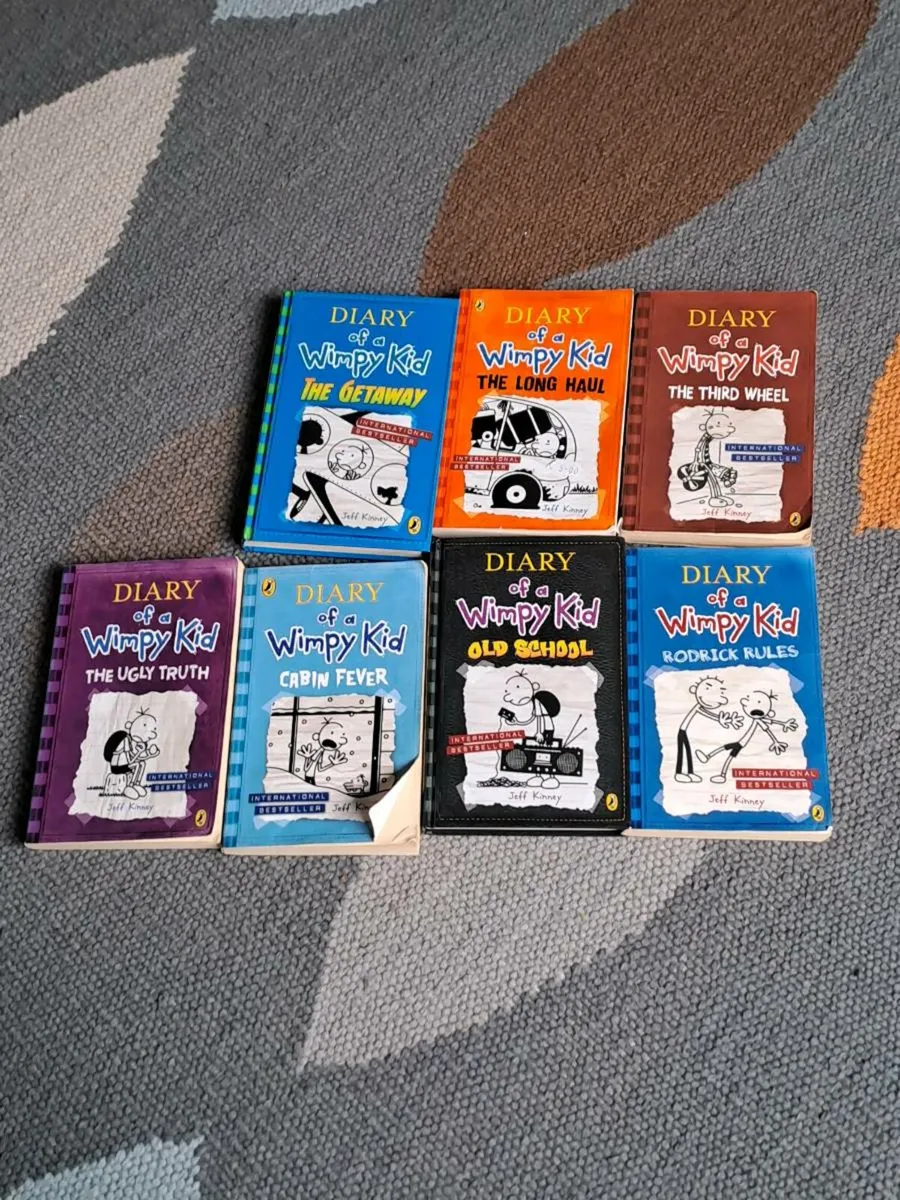 DIARY
of a
Wimpy Kid
THE GETAWAY
INTERNATIONAL
BESTSELLER
Jeff Kinney
DIARY
of a
Wimpy Kid
THE LONG HAUL
INTERNATIONAL
BESTSELLER
Jeff Kinney
DIARY
of a
Wimpy Kid
THE THIRD WHEEL
INTERNATIONAL
BESTSELLER
Jeff Kinney
DIARY
of a
Wimpy Kid
THE UGLY TRUTH
INTERNATIONAL
BESTSELLER
Jeff Kinney
DIARY
of a
Wimpy Kid
CABIN FEVER
INTERNATIONAL
BESTSELLER
Jeff
DIARY
of a
Wimpy Kid
OLD SCHOOL
INTERNATIONAL
BESTSELLER
Jeff Kinney
DIARY
of a
Wimpy Kid
RODRICK RULES
INTERNATIONAL
BESTSELLER
Jeff Kinney